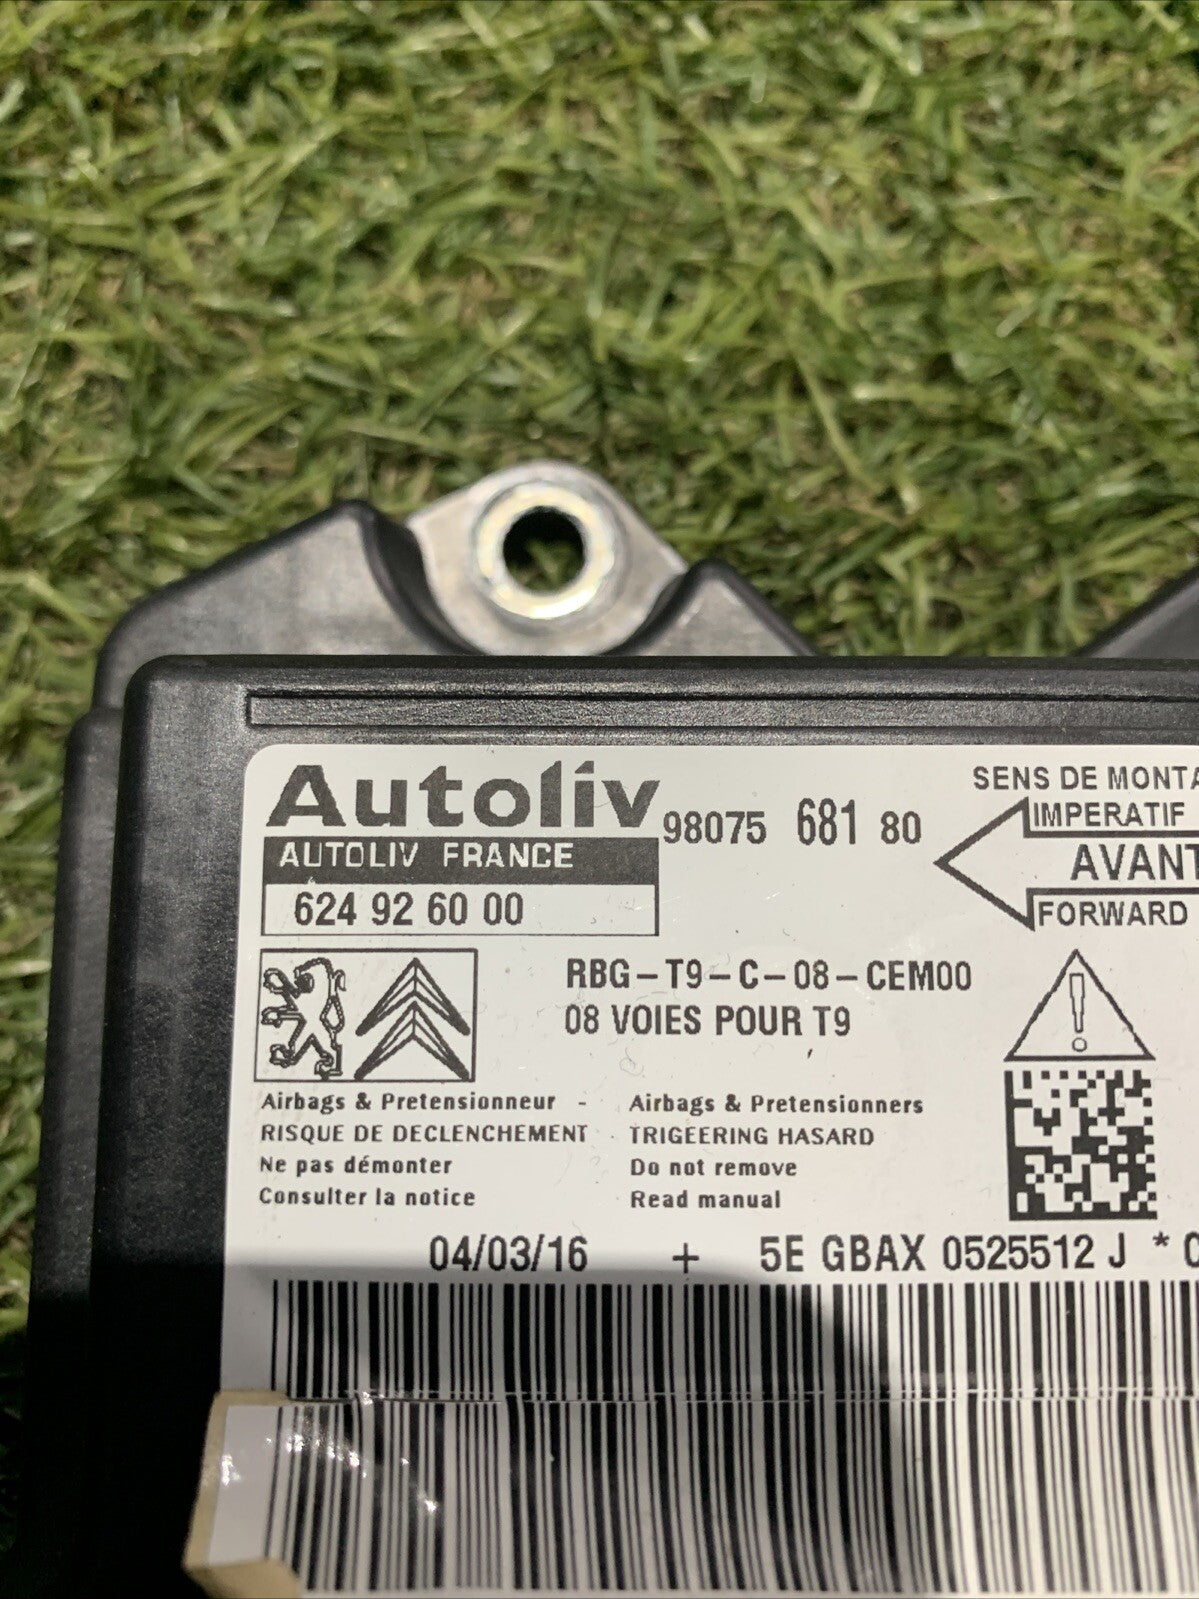 Autoliv
98075 681 80
AUTOLIV FRANCE
624 92 60 00
SENS DE MONTA
IMPERATIF
AVANT
FORWARD
RBG-T9-C-08-CEM00
08 VOIES POUR T9
Airbags & Pretensionneur -
RISQUE DE DECLENCHEMENT
Ne pas démonter
Consulter la notice
Airbags & Pretensionners
TRIGEERING HASARD
Do not remove
Read manual
04/03/16 + 5E GBAX 0525512 J *